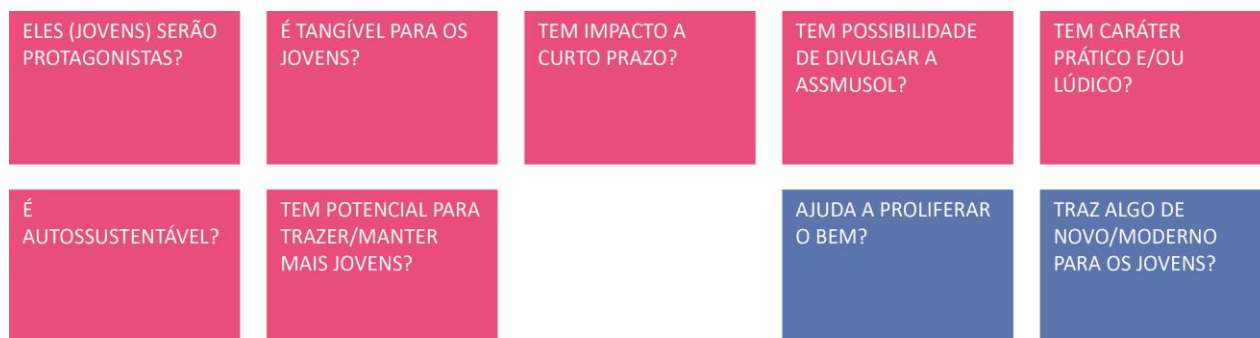 ELES (JOVENS) SERÃO
PROTAGONISTAS?
É TANGÍVEL PARA OS
JOVENS?
TEM IMPACTO A
CURTO PRAZO?
TEM POSSIBILIDADE
DE DIVULGAR A
ASSMUSOL?
TEM CARÁTER
PRÁTICO E/OU
LÚDICO?
É
AUTOSSUSTENTÁVEL?
TEM POTENCIAL PARA
TRAZER/MANTER
MAIS JOVENS?
AJUDA A PROLIFERAR
O BEM?
TRAZ ALGO DE
NOVO/MODERNO
PARA OS JOVENS?